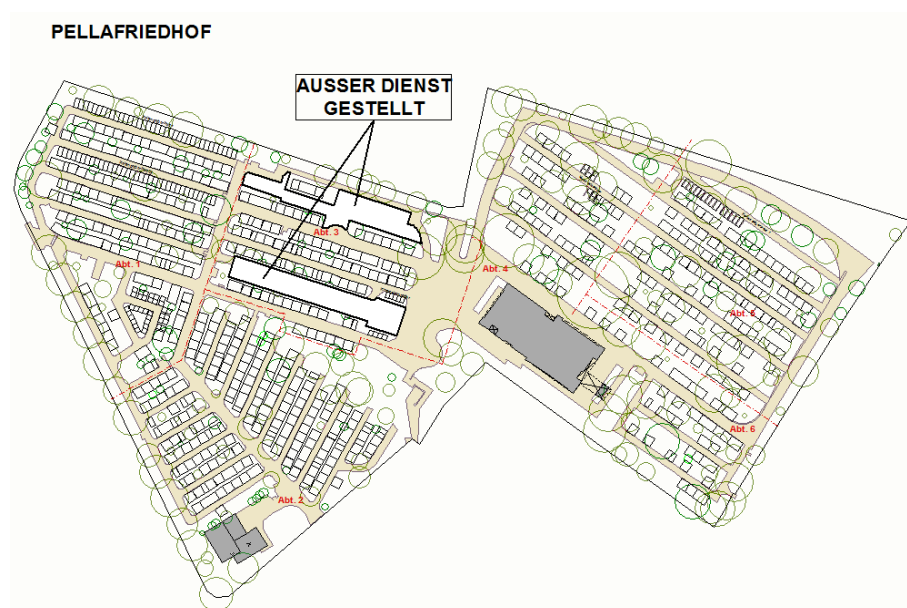 PELLAFRIEDHOF
AUSSER DIENST
GESTELLT
Abt. 3
Abt. 1
Abt. 4
Abt. 5
Abt. 6
Abt. 2